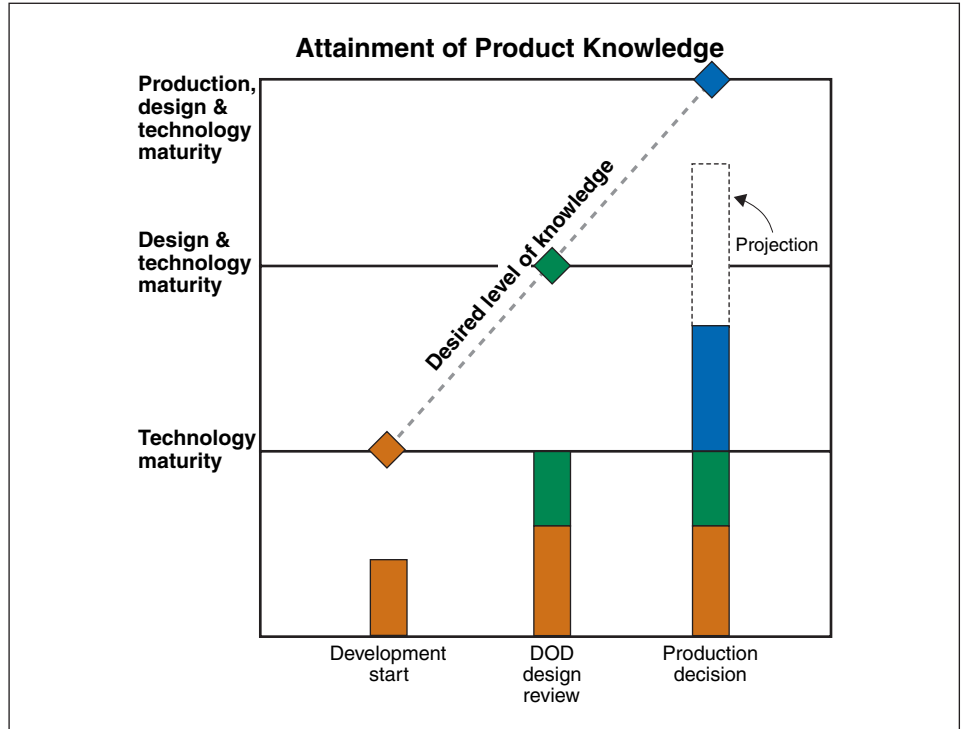 Attainment of Product Knowledge
Production,
design &
technology
maturity
Design &
technology
maturity
Technology
maturity
Desired level of knowledge
Projection
Development
start
DOD
design
review
Production
decision